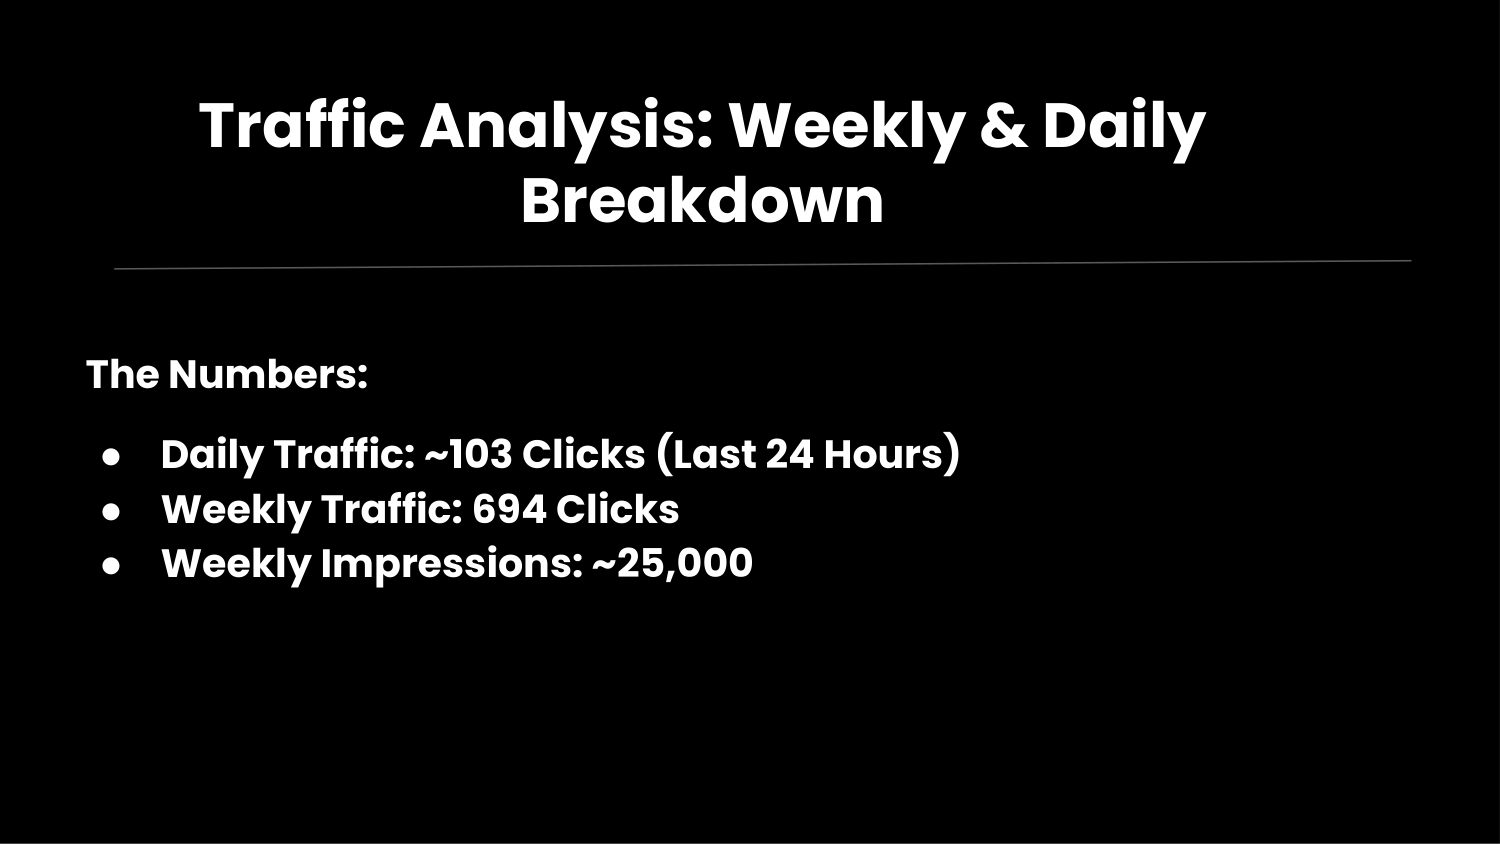 Traffic Analysis: Weekly & Daily
Breakdown
The Numbers:
● Daily Traffic: ~103 Clicks (Last 24 Hours)
● Weekly Traffic: 694 Clicks
● Weekly Impressions: ~25,000